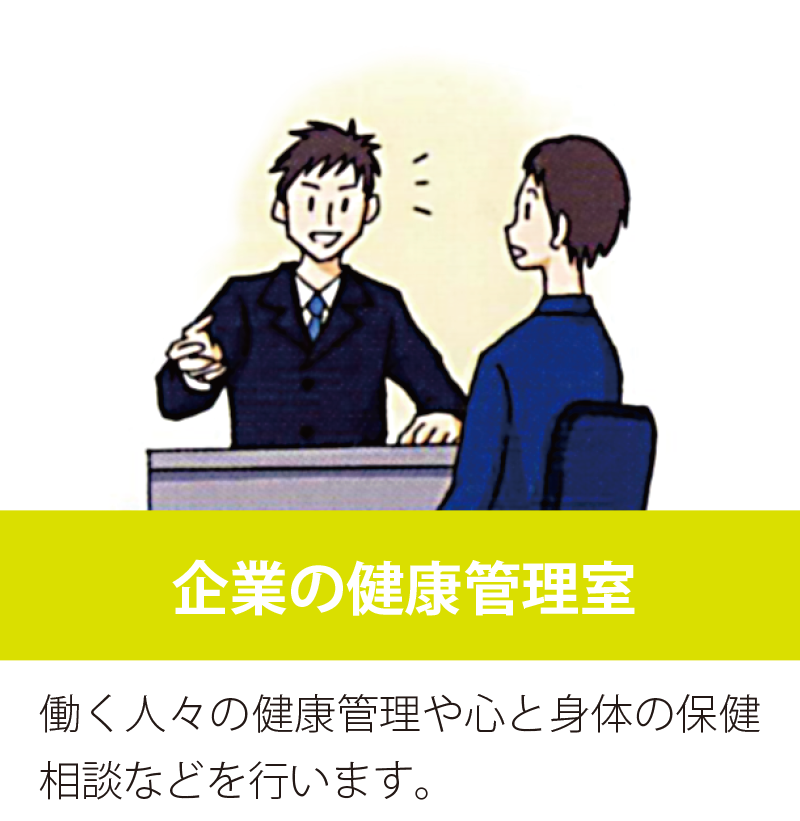 企業の健康管理室
働く人々の健康管理や心と身体の保健
相談などを行います。